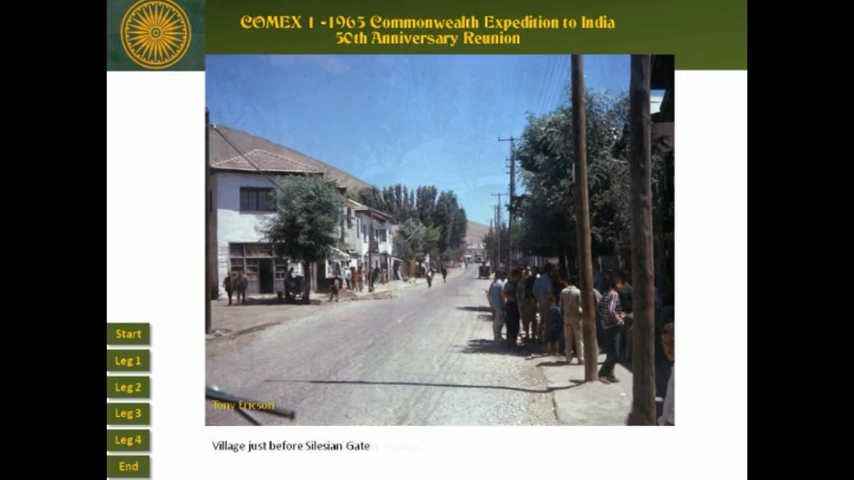 COMEX 1 -1965 Commonwealth Expedition to India
50th Anniversary Reunion
Tony Ericson
Village just before Silesian Gate
Start
Leg 1
Leg 2
Leg 3
Leg 4
End